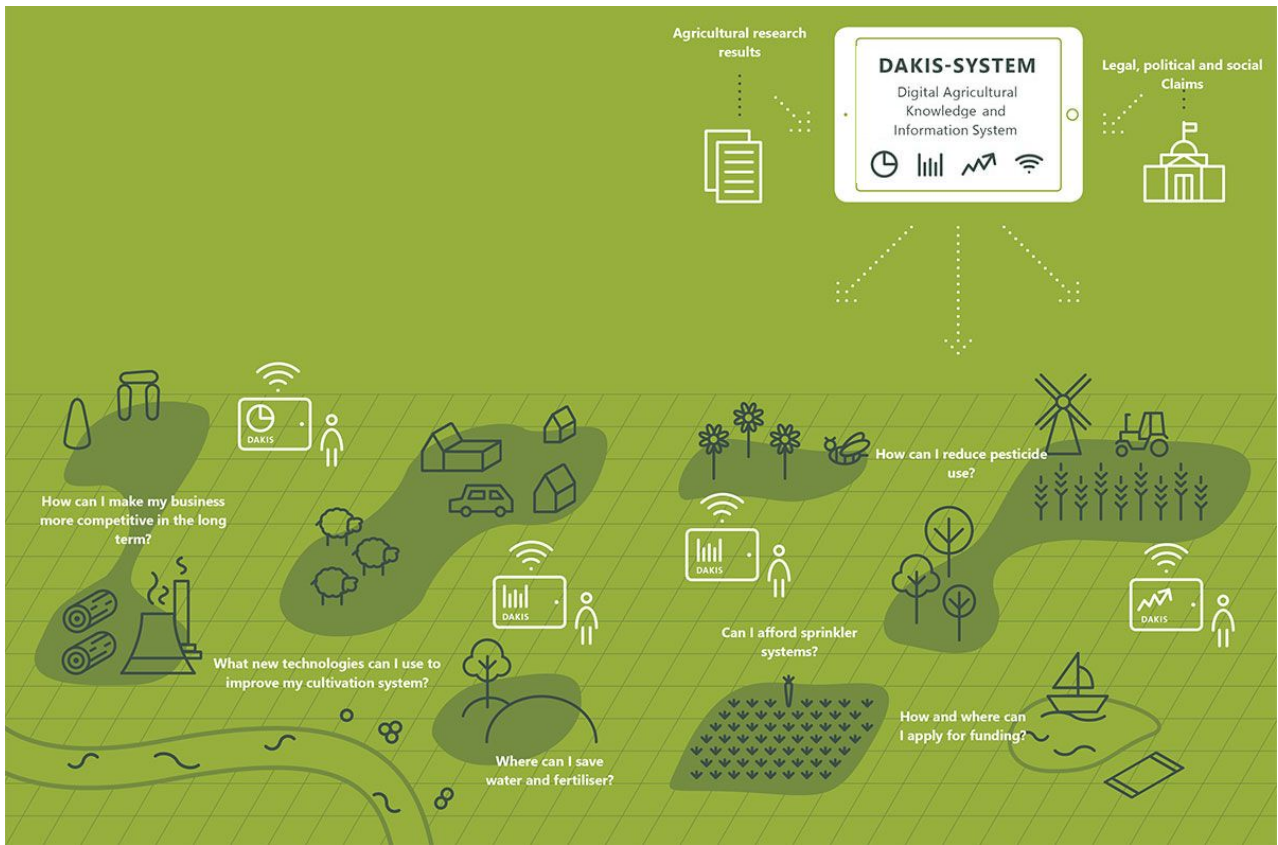 Agricultural research
results
DAKIS-SYSTEM
Digital Agricultural
Knowledge and
Information System
Legal, political and social
Claims
DAKIS
How can I reduce pesticide
use?
How can I make my business
more competitive in the long
term?
DAKIS
DAKIS
DAKIS
Can I afford sprinkler
systems?
What new technologies can I use to
improve my cultivation system?
How and where can
I apply for funding?
Where can I save
water and fertiliser?